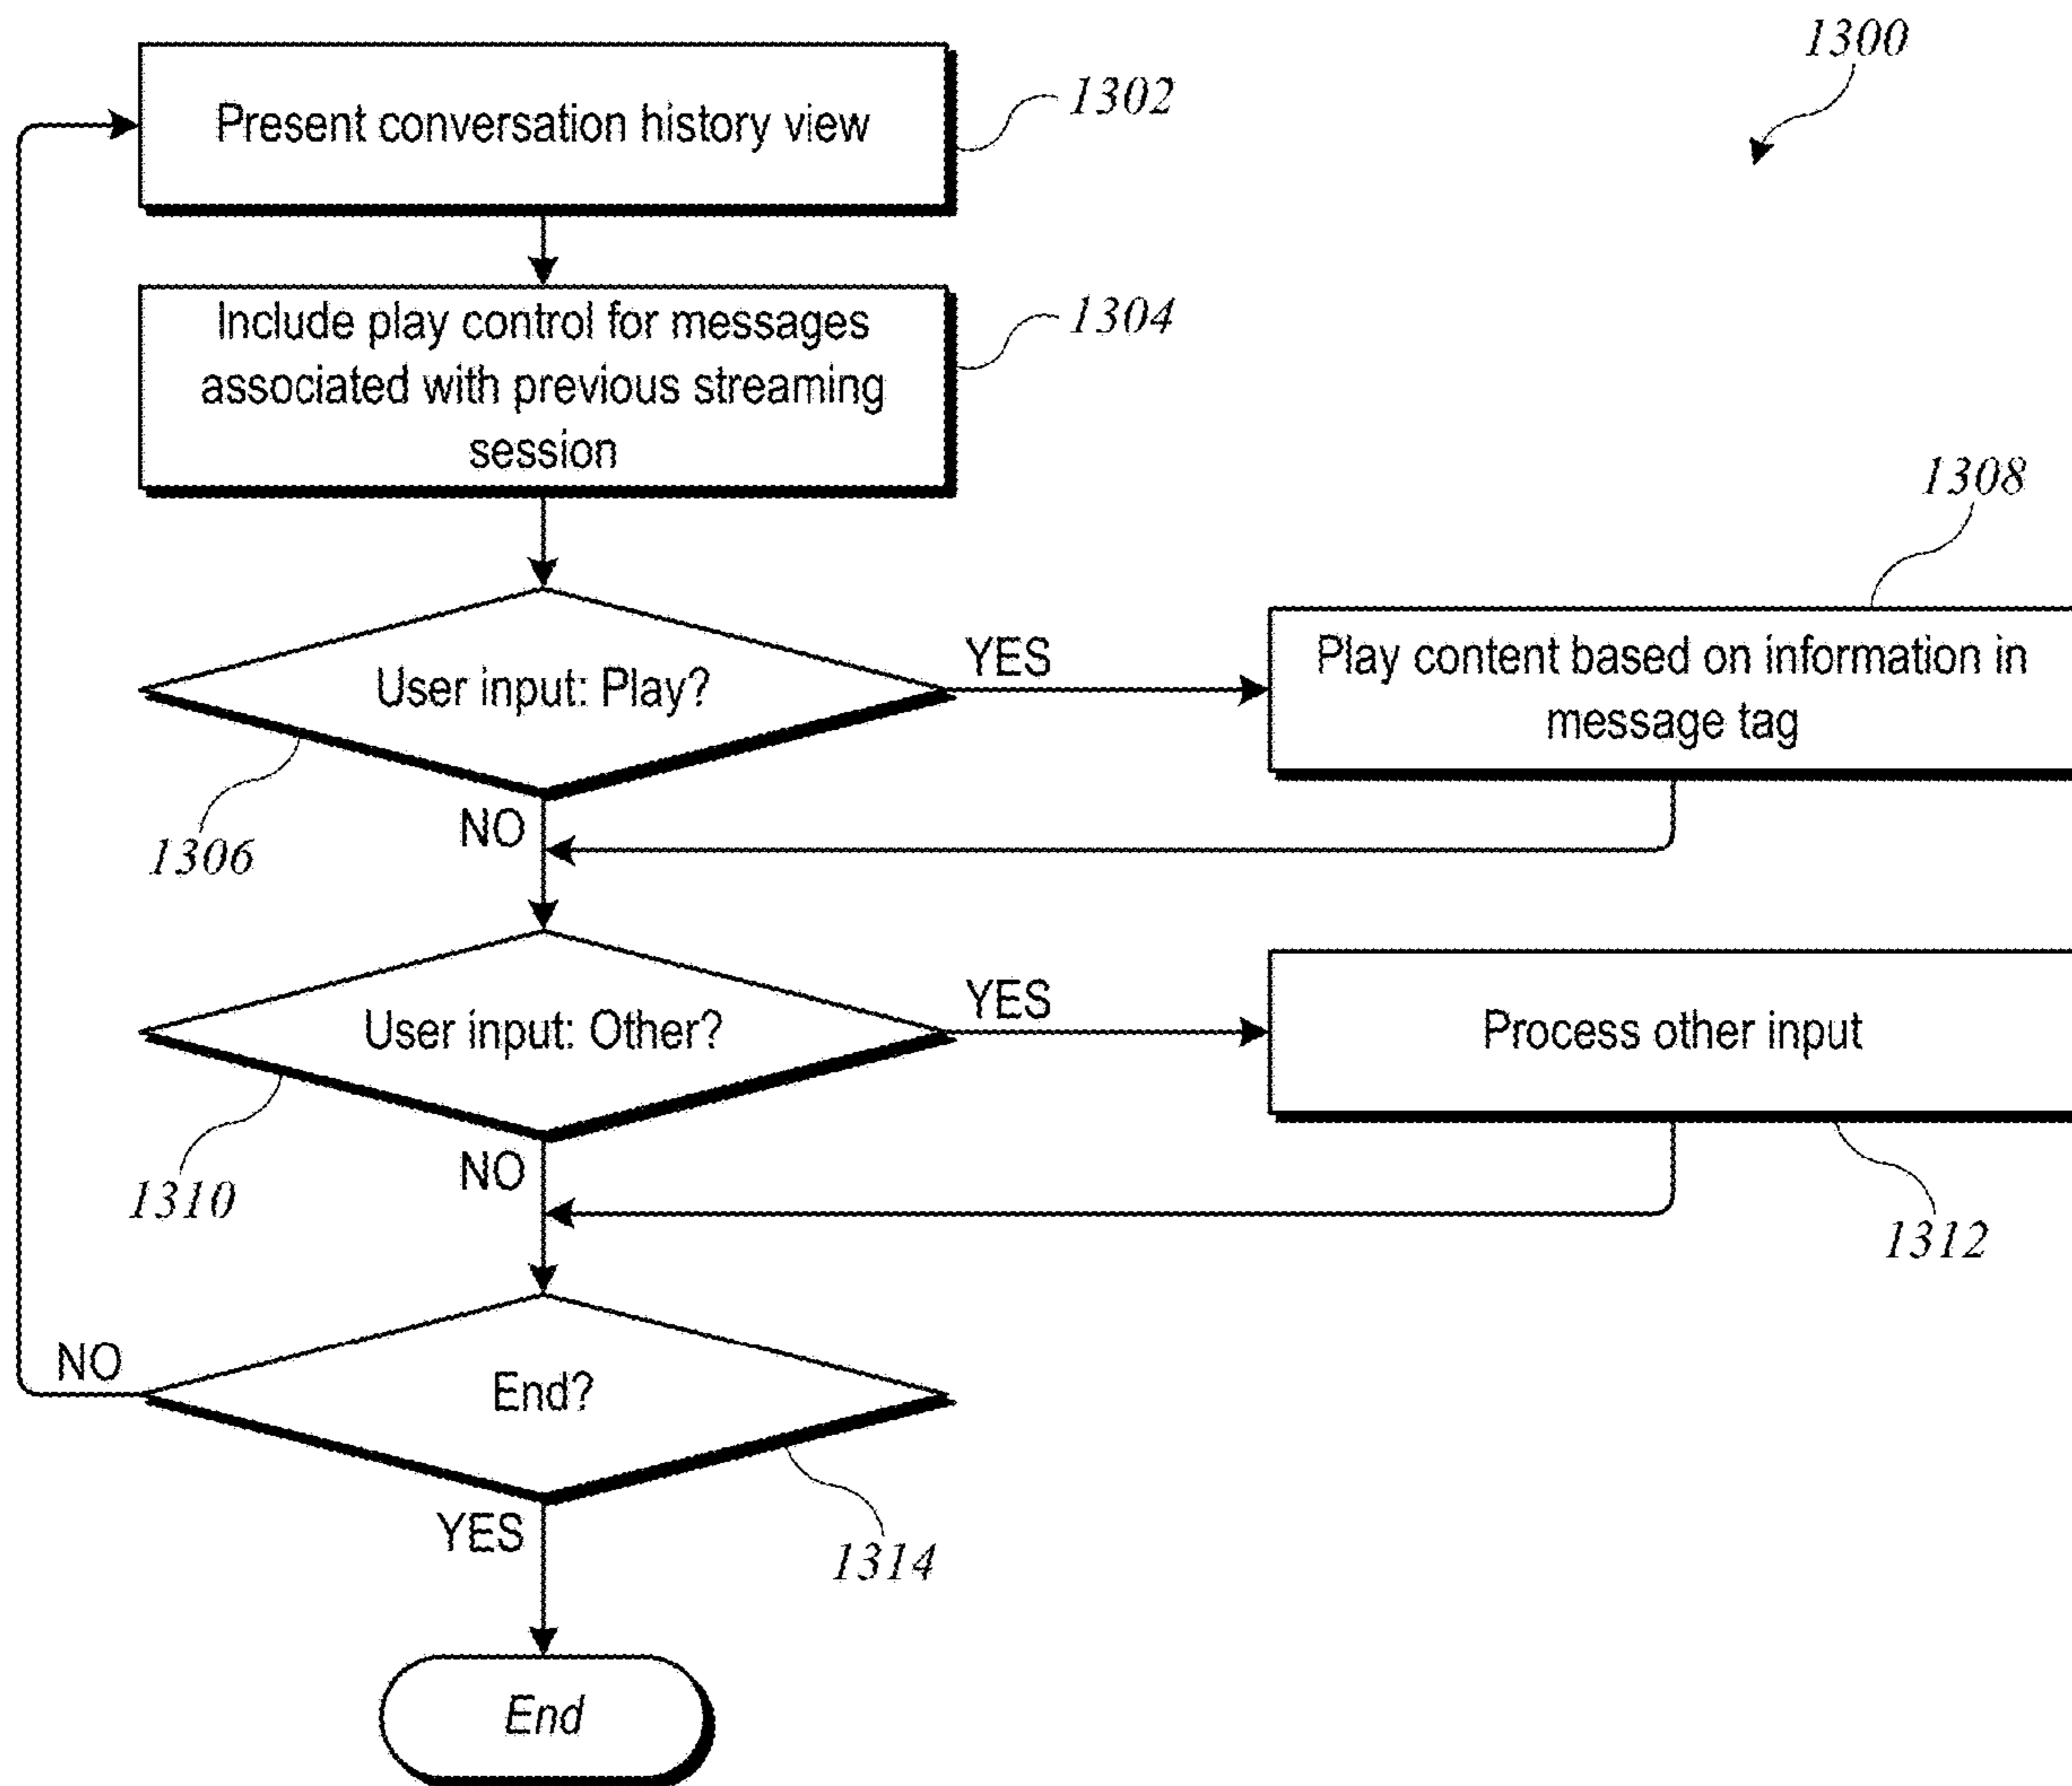 1300
Present conversation history view
1302
Include play control for messages
associated with previous streaming
session
1304
1308
User input: Play?
YES
Play content based on information in
message tag
NO
1306
User input: Other?
YES
Process other input
NO
1310
1312
NO
End?
YES
1314
End